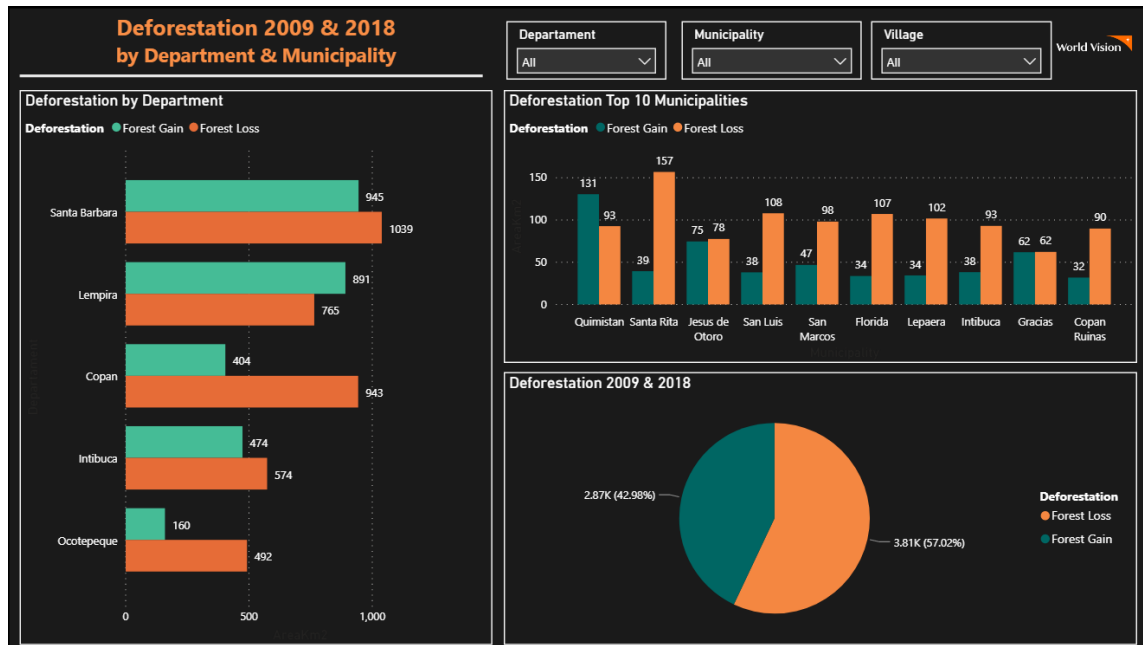 Deforestation 2009 & 2018
by Department & Municipality
Departament
All
Municipality
All
Village
All
World Vision
Deforestation by Department
Deforestation Forest Gain Forest Loss
Santa Barbara
945
1039
Lempira
891
765
Copan
404
943
Intibuca
474
574
Ocotepeque
160
492
0 500 1,000
Deforestation Top 10 Municipalities
Deforestation Forest Gain Forest Loss
150
100
50
0
131 93 39 157 75 78 38 108 47 98 34 107 34 102 38 93 62 62 32 90
Quimistan Santa Rita Jesus de San Luis San Florida Lepaera Intibuca Gracias Copan
Otoro Marcos Ruinas
Municipality
Deforestation 2009 & 2018
2.87K (42.98%)
3.81K (57.02%)
Deforestation
Forest Loss
Forest Gain